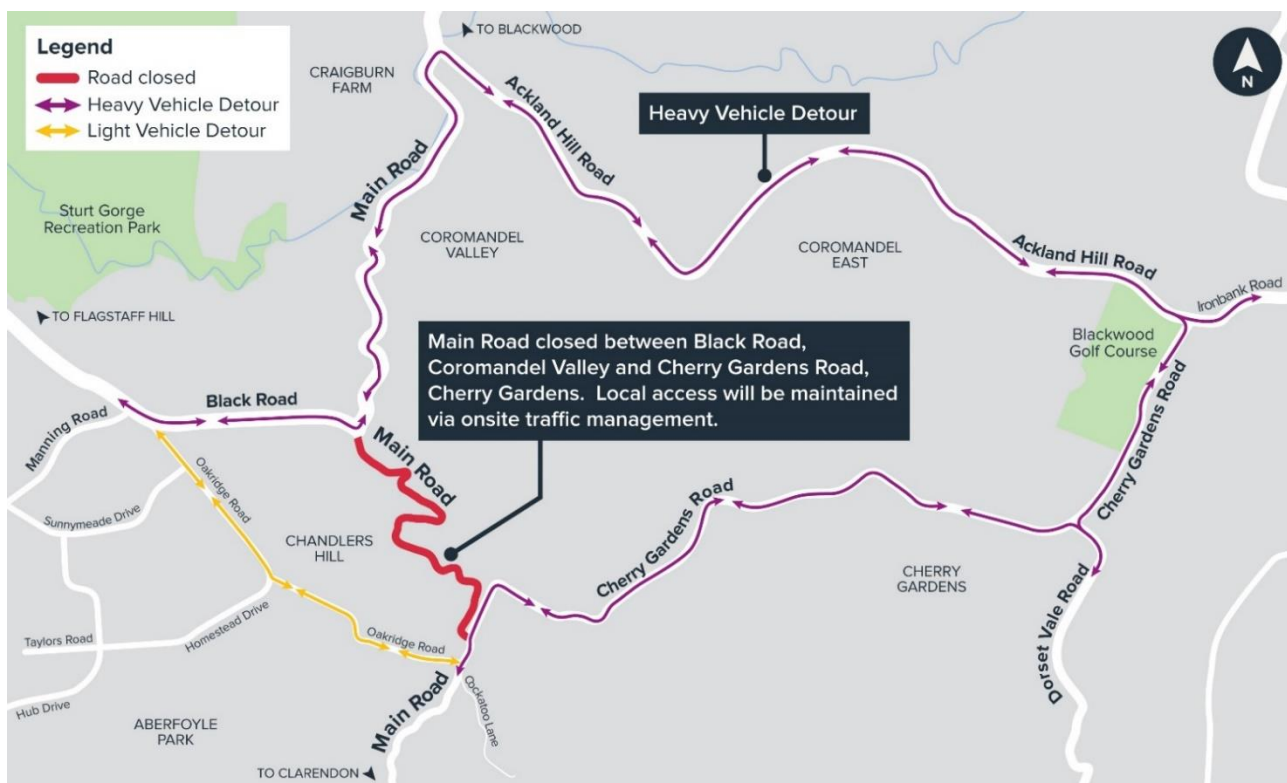 Legend
Road closed
Heavy Vehicle Detour
Light Vehicle Detour
TO BLACKWOOD
N
CRAIGBURN
FARM
Ackland Hill Road
Heavy Vehicle Detour
Main Road
Sturt Gorge
Recreation Park
COROMANDEL
VALLEY
COROMANDEL
EAST
Ackland Hill Road
Ironbank Road
TO FLAGSTAFF HILL
Blackwood
Golf Course
Main Road closed between Black Road,
Coromandel Valley and Cherry Gardens Road,
Cherry Gardens. Local access will be maintained
via onsite traffic management.
Black Road
Manning Road
Main Road
Cherry Gardens Road
Oakridge Road
Sunnymeade Drive
CHANDLERS
HILL
Cherry Gardens Road
CHERRY
GARDENS
Homestead Drive
Taylors Road
Oakridge Road
Dorset Vale Road
Cockatoo Lane
Main Road
Hub Drive
ABERFOYLE
PARK
TO CLARENDON